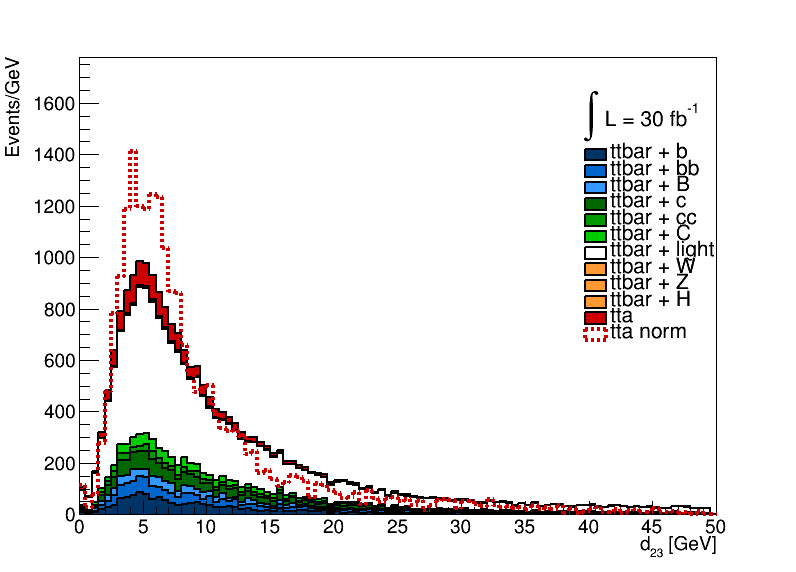 Events/GeV
1600
1400
1200
1000
800
600
400
200
0
∫ L = 30 fb⁻¹
ttbar + b
ttbar + bb
ttbar + B
ttbar + c
ttbar + cc
ttbar + C
ttbar + light
ttbar + W
ttbar + Z
ttbar + H
tta
tta norm
0 5 10 15 20 25 30 35 40 45 50
d₂₃ [GeV]